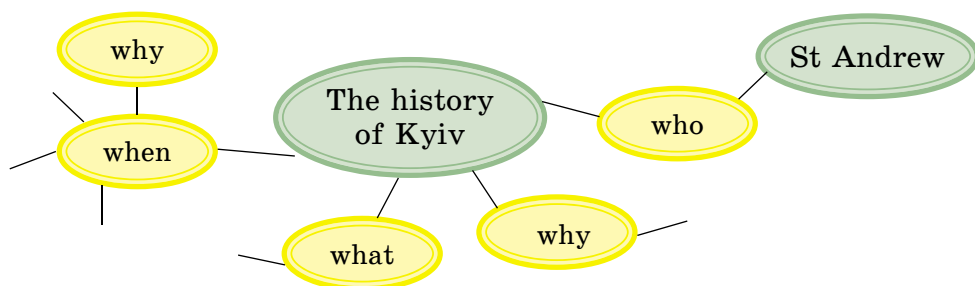 why
St Andrew
The history
of Kyiv
who
when
why
what